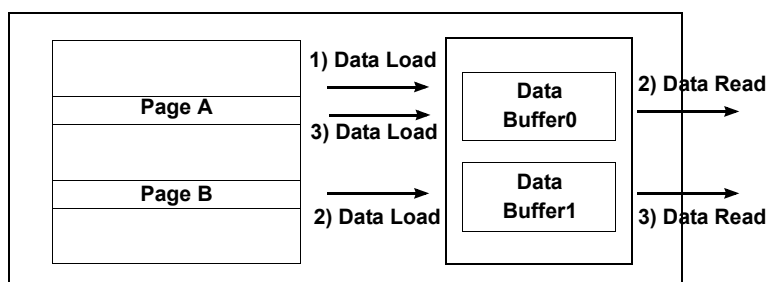 1) Data Load
Page A
3) Data Load
Data
Buffer0
2) Data Read
Page B
2) Data Load
Data
Buffer1
3) Data Read